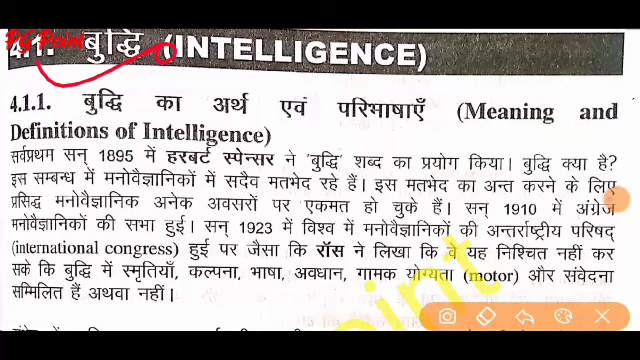 PG Point
4.1. बुद्धि (INTELLIGENCE)
4.1.1. बुद्धि का अर्थ एवं परिभाषाएँ (Meaning and
Definitions of Intelligence)
सर्वप्रथम सन् 1895 में हरबर्ट स्पेन्सर ने 'बुद्धि' शब्द का प्रयोग किया। बुद्धि क्या है?
इस सम्बन्ध में मनोवैज्ञानिकों में सदैव मतभेद रहे हैं। इस मतभेद का अन्त करने के लिए
प्रसिद्ध मनोवैज्ञानिक अनेक अवसरों पर एकमत हो चुके हैं। सन् 1910 में अंग्रेज
मनोवैज्ञानिकों की सभा हुई। सन् 1923 में विश्व में मनोवैज्ञानिकों की अन्तर्राष्ट्रीय परिषद्
(international congress) हुई पर जैसा कि रॉस ने लिखा कि वे यह निश्चित नहीं कर
सके कि बुद्धि में स्मृतियाँ, कल्पना, भाषा, अवधान, गामक योग्यता (motor) और संवेदना
सम्मिलित हैं अथवा नहीं।